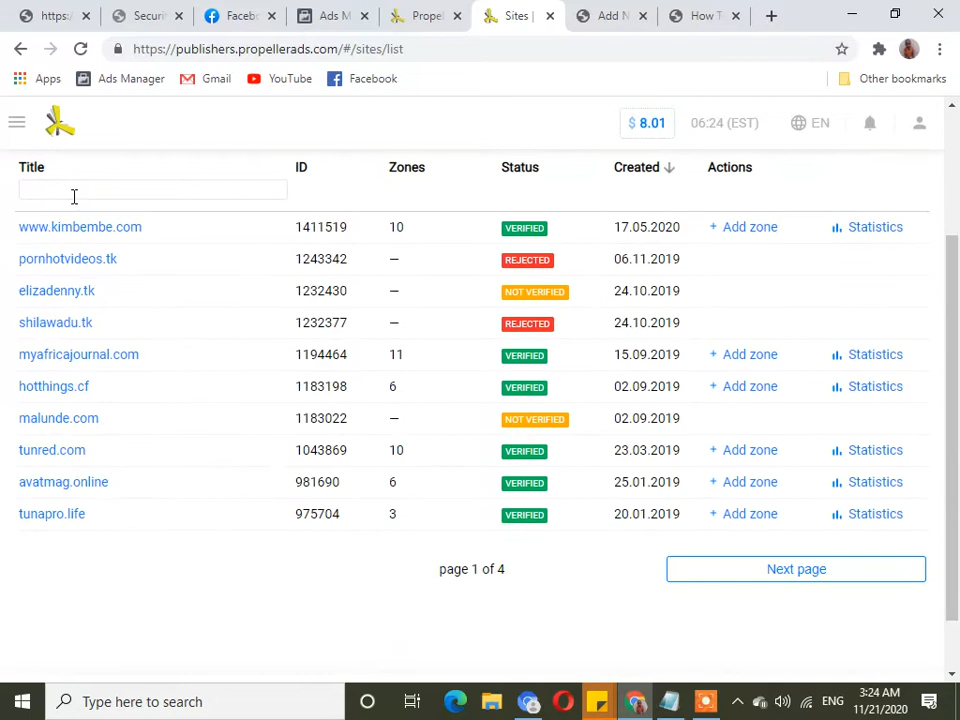 https:
Securi
Facebo
Ads M
Propel
Sites |
Add N
How T
https://publishers.propellerads.com/#/sites/list
Apps Ads Manager Gmail YouTube Facebook Other bookmarks
$ 8.01 06:24 (EST) EN
Title ID Zones Status Created Actions
www.kimbembe.com 1411519 10 VERIFIED 17.05.2020 + Add zone Statistics
pornhotvideos.tk 1243342 – REJECTED 06.11.2019
elizadenny.tk 1232430 – NOT VERIFIED 24.10.2019
shilawadu.tk 1232377 – REJECTED 24.10.2019
myafricajournal.com 1194464 11 VERIFIED 15.09.2019 + Add zone Statistics
hotthings.cf 1183198 6 VERIFIED 02.09.2019 + Add zone Statistics
malunde.com 1183022 – NOT VERIFIED 02.09.2019
tunred.com 1043869 10 VERIFIED 23.03.2019 + Add zone Statistics
avatmag.online 981690 6 VERIFIED 25.01.2019 + Add zone Statistics
tunapro.life 975704 3 VERIFIED 20.01.2019 + Add zone Statistics
page 1 of 4 Next page
Type here to search ENG 3:24 AM
11/21/2020